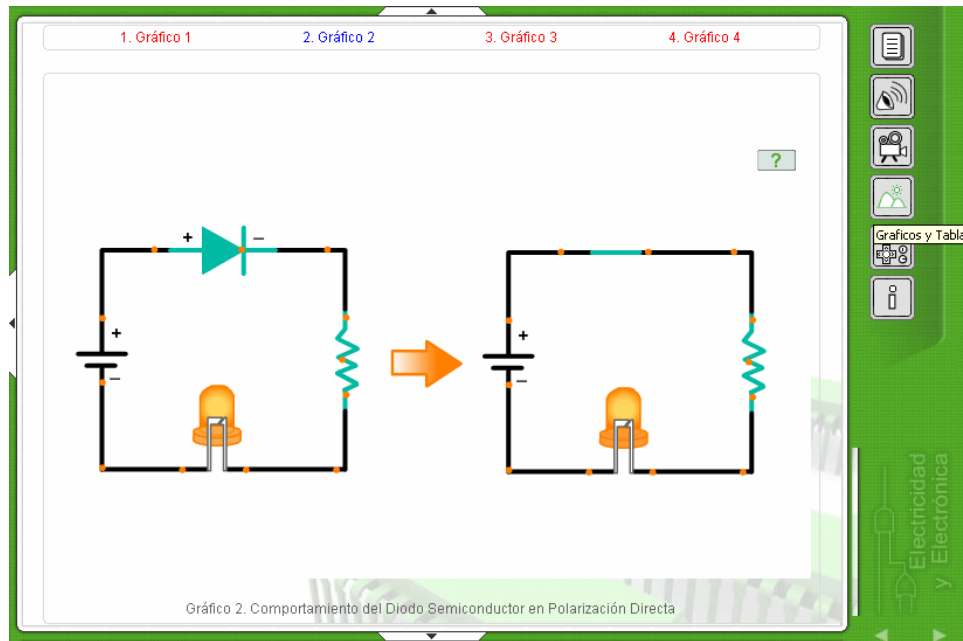 1. Gráfico 1
2. Gráfico 2
3. Gráfico 3
4. Gráfico 4
?
Graficos y Tabla
+ –
+
–
+
–
Electricidad
y Electrónica
Gráfico 2. Comportamiento del Diodo Semiconductor en Polarización Directa